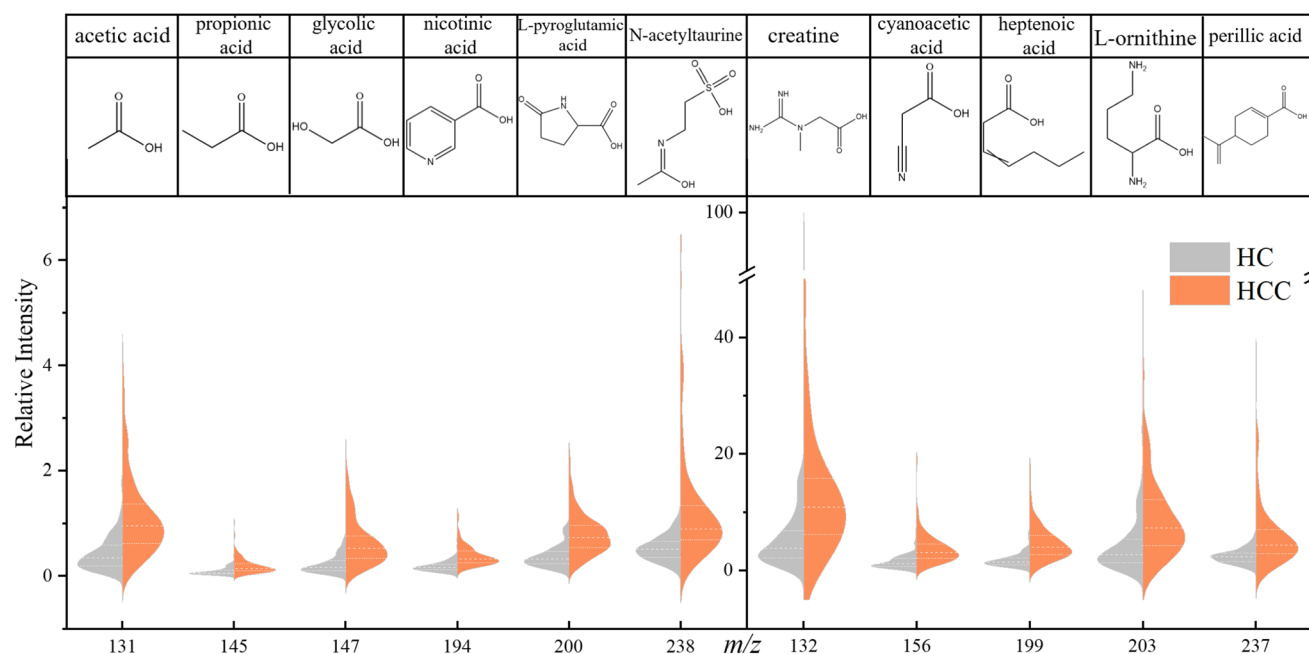 acetic acid
propionic
acid
glycolic
acid
nicotinic
acid
L-pyroglutamic
acid
N-acetyltaurine
creatine
cyanoacetic
acid
heptenoic
acid
L-ornithine
perillic acid
O
OH
O
OH
HO
O
OH
O
OH
N
O
H
N
O
OH
O
S
O
OH
N
OH
NH
NH₂
N
O
OH
O
OH
N
O
OH
NH₂
O
OH
NH₂
O
OH
Relative Intensity
6
4
2
0
100
40
20
0
HC
HCC
131
145
147
194
200
238
m/z
132
156
199
203
237